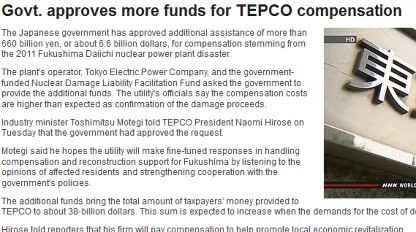 Govt. approves more funds for TEPCO compensation
The Japanese government has approved additional assistance of more than
660 billion yen, or about 6.6 billion dollars, for compensation stemming from
the 2011 Fukushima Daiichi nuclear power plant disaster.
HD
東
The plant's operator, Tokyo Electric Power Company, and the government-
funded Nuclear Damage Liability Facilitation Fund asked the government to
provide the additional funds. The utility's officials say the compensation costs
are higher than expected as confirmation of the damage proceeds.
Industry minister Toshimitsu Motegi told TEPCO President Naomi Hirose on
Tuesday that the government had approved the request.
Motegi said he hopes the utility will make fine-tuned responses in handling
compensation and reconstruction support for Fukushima by listening to the
opinions of affected residents and strengthening cooperation with the
government's policies.
NHK WORLD
The additional funds bring the total amount of taxpayers' money provided to
TEPCO to about 38-billion dollars. This sum is expected to increase when the demands for the cost of
Hirose told reporters that his firm will pay compensation to help promote local economic revitalization